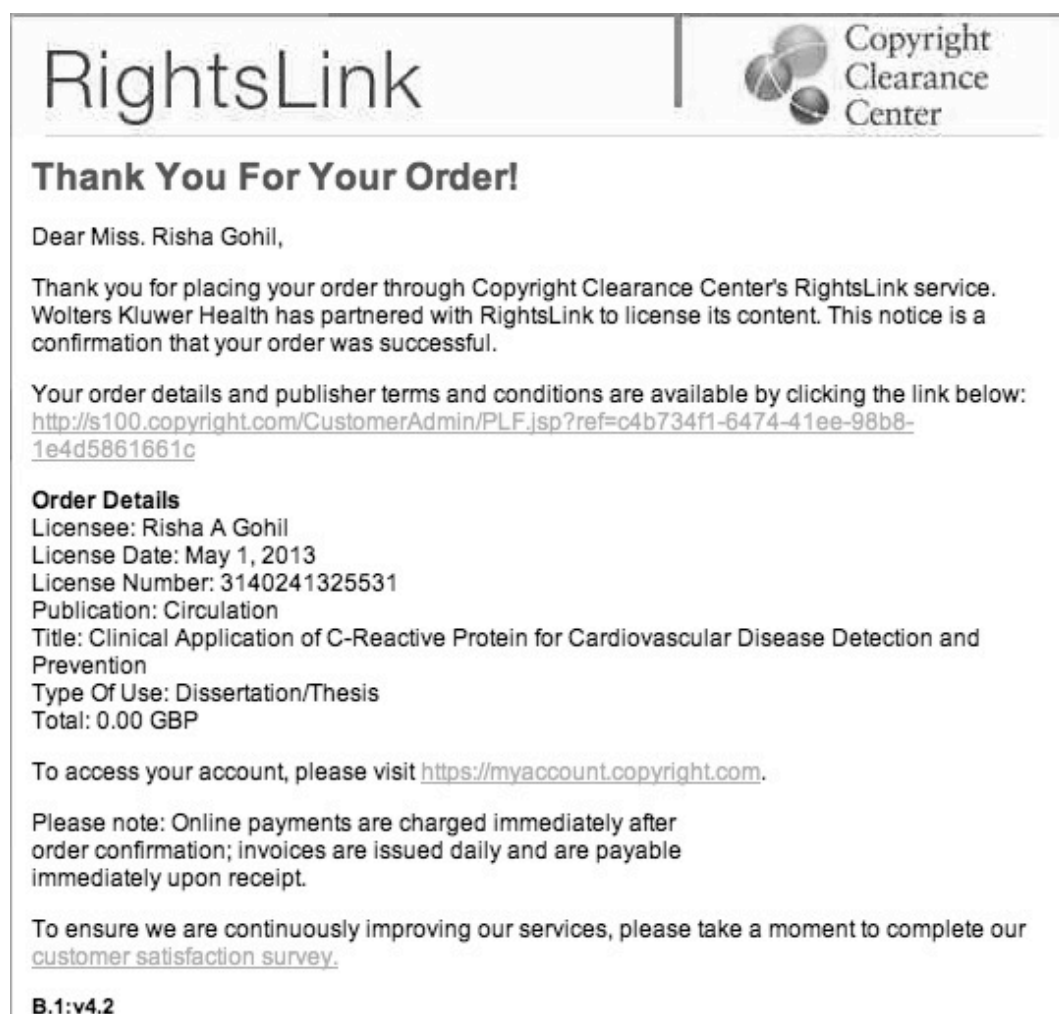 RightsLink
Copyright
Clearance
Center
Thank You For Your Order!
Dear Miss. Risha Gohil,
Thank you for placing your order through Copyright Clearance Center's RightsLink service.
Wolters Kluwer Health has partnered with RightsLink to license its content. This notice is a
confirmation that your order was successful.
Your order details and publisher terms and conditions are available by clicking the link below:
http://s100.copyright.com/CustomerAdmin/PLF.jsp?ref=c4b734f1-6474-41ee-98b8-
1e4d5861661c
Order Details
Licensee: Risha A Gohil
License Date: May 1, 2013
License Number: 3140241325531
Publication: Circulation
Title: Clinical Application of C-Reactive Protein for Cardiovascular Disease Detection and
Prevention
Type Of Use: Dissertation/Thesis
Total: 0.00 GBP
To access your account, please visit https://myaccount.copyright.com.
Please note: Online payments are charged immediately after
order confirmation; invoices are issued daily and are payable
immediately upon receipt.
To ensure we are continuously improving our services, please take a moment to complete our
customer satisfaction survey.
B.1:v4.2